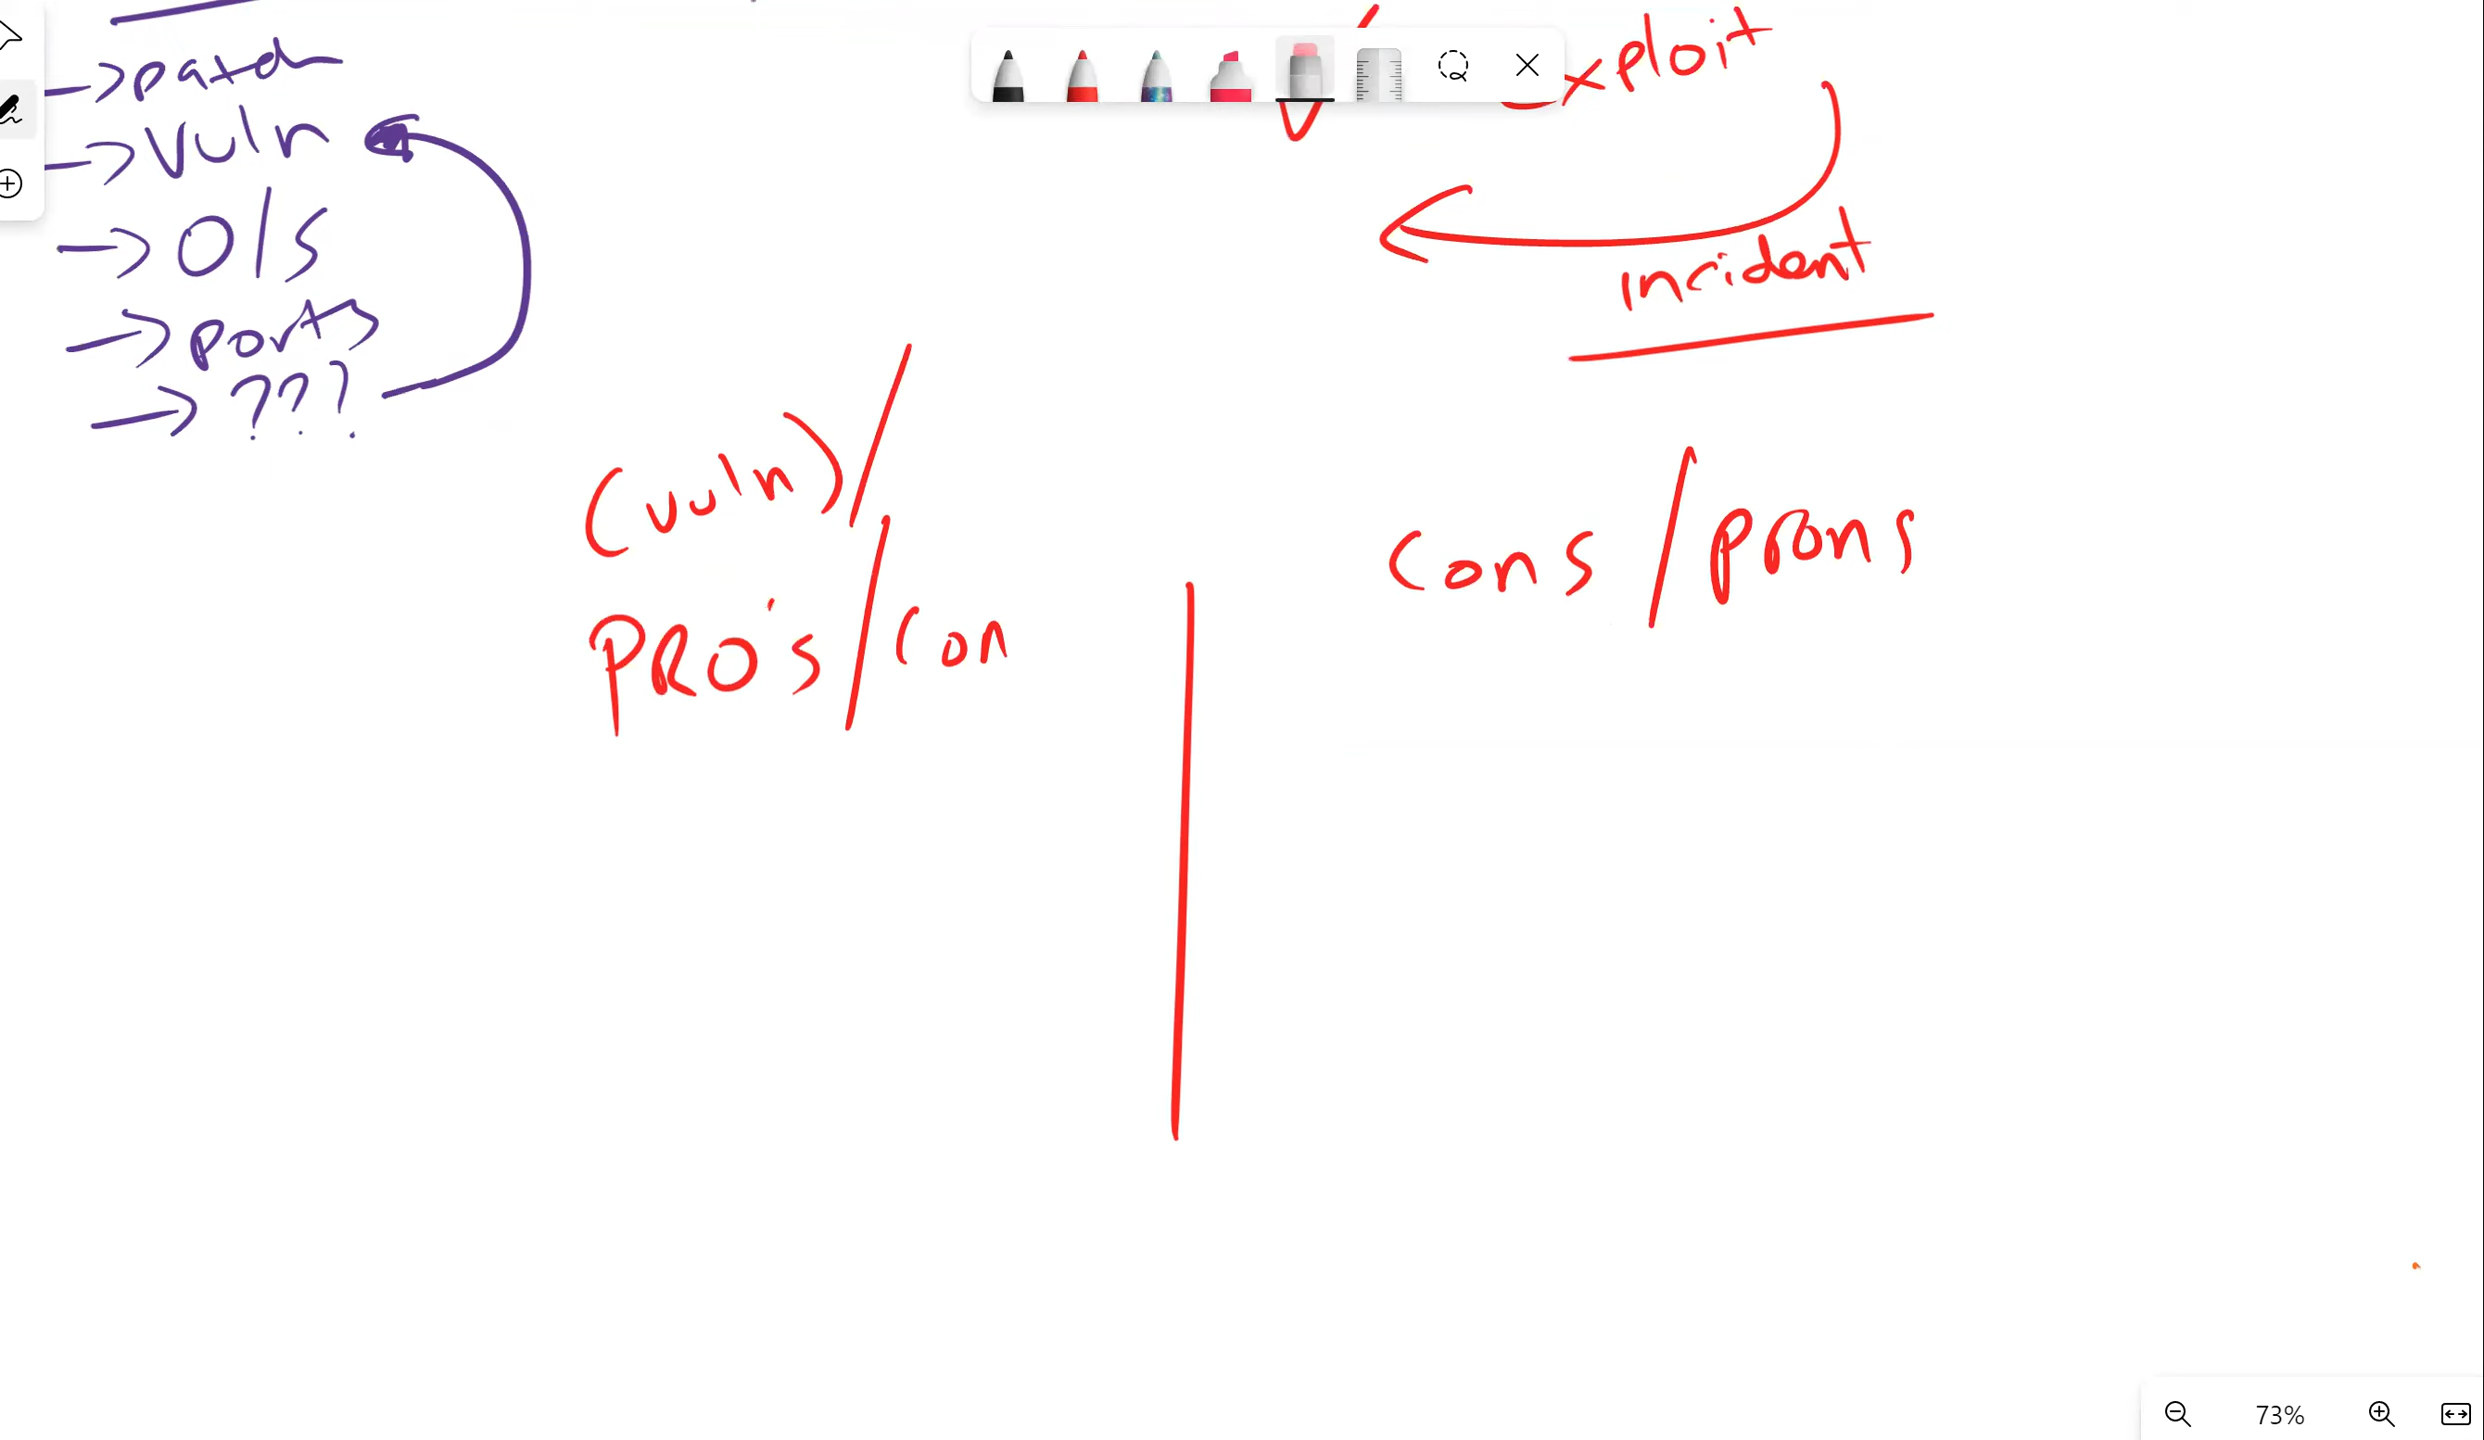 →patch
→vuln
→O/S
→ports
→???
exploit
incident
(vuln)/
PRO's/con
cons/prons
73%